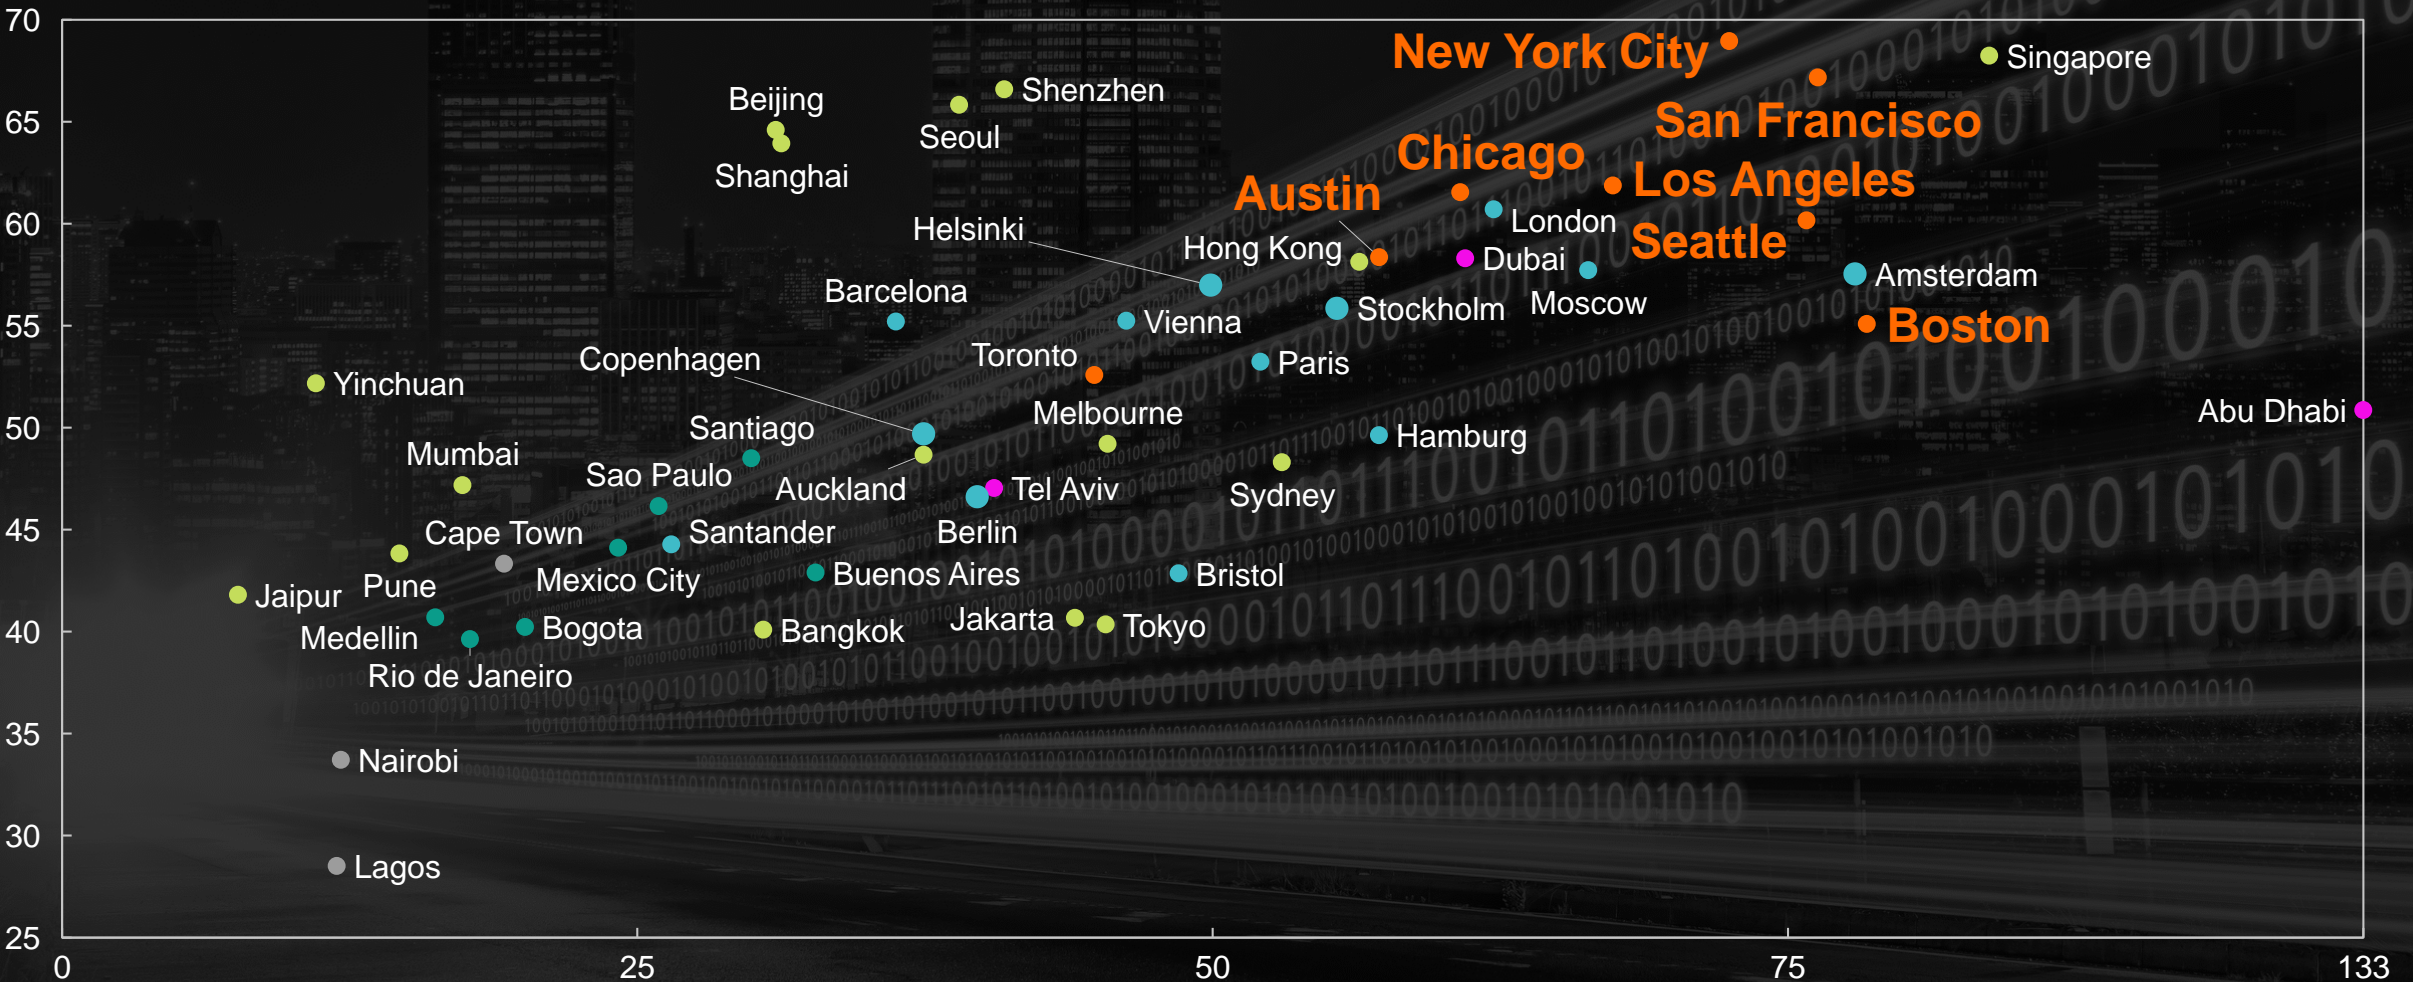 70
New York City
Singapore
Beijing
Shenzhen
65
San Francisco
Seoul
Chicago
Shanghai
Los Angeles
Austin
60
London
Helsinki
Seattle
Hong Kong
Dubai
Amsterdam
Barcelona
Moscow
Stockholm
55
Vienna
Boston
Copenhagen
Toronto
Paris
Yinchuan
Abu Dhabi
Melbourne
50
Santiago
Hamburg
Mumbai
Sao Paulo
Auckland
Tel Aviv
Sydney
45
Cape Town
Santander
Berlin
Mexico City
Buenos Aires
Bristol
Pune
Jaipur
Jakarta
Tokyo
40
Medellin
Bogota
Bangkok
Rio de Janeiro
35
Nairobi
30
Lagos
25
0
25
50
75
133